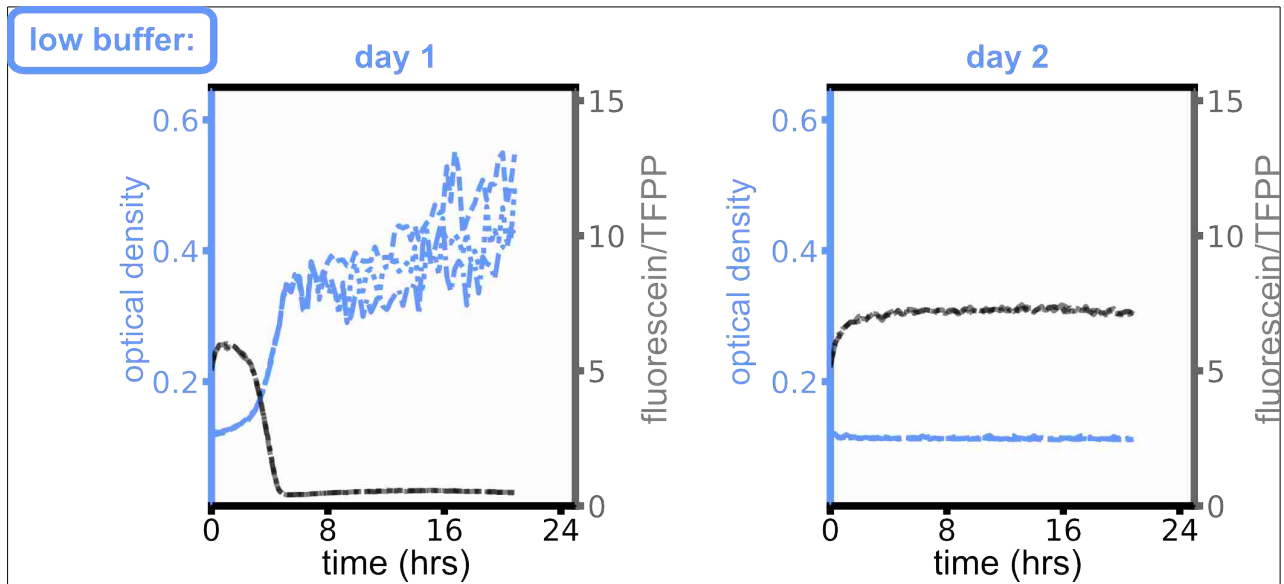 low buffer:
day 1
day 2
0.6
0.4
0.2
optical density
15
10
5
0
fluorescein/TFPP
0 8 16 24
time (hrs)
0.6
0.4
0.2
optical density
15
10
5
0
fluorescein/TFPP
0 8 16 24
time (hrs)